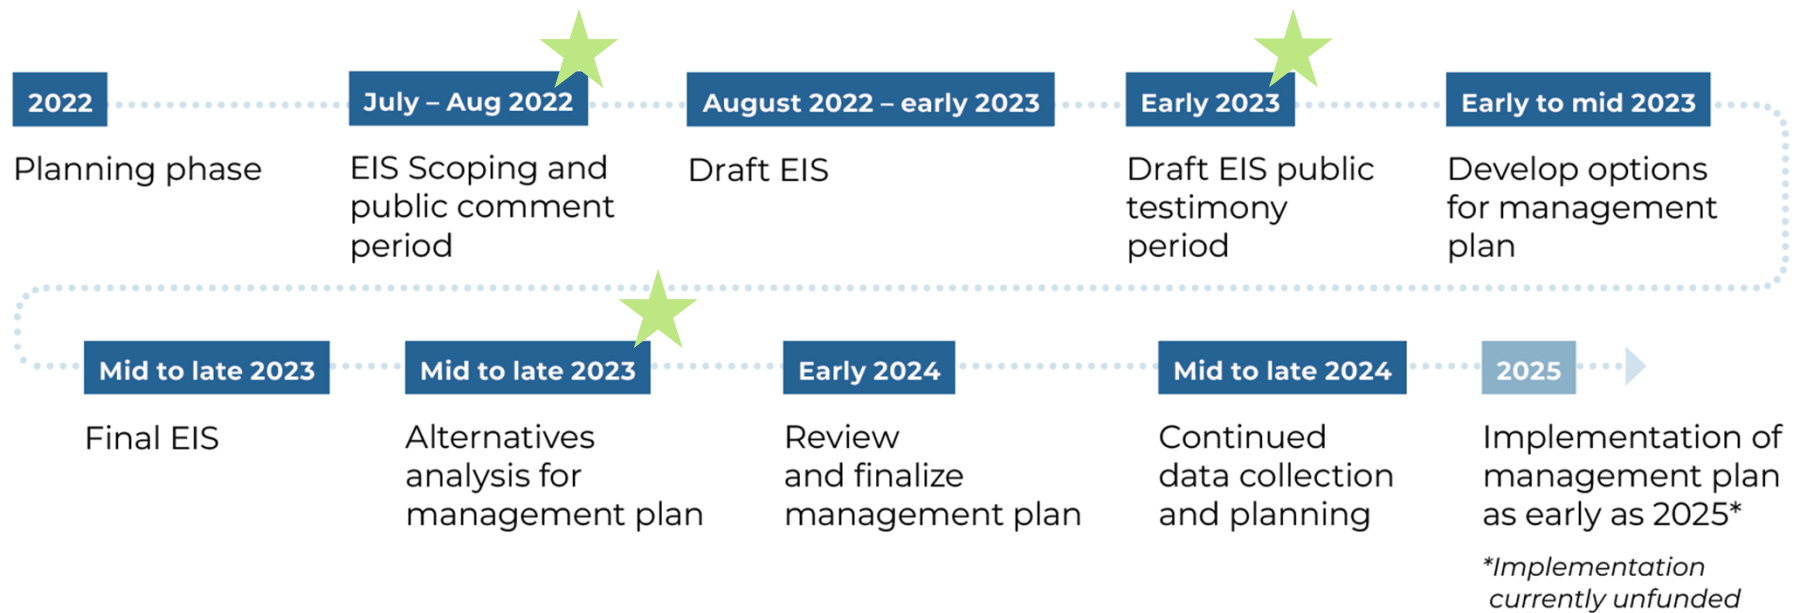 2022
Planning phase
July – Aug 2022
EIS Scoping and
public comment
period
August 2022 – early 2023
Draft EIS
Early 2023
Draft EIS public
testimony
period
Early to mid 2023
Develop options
for management
plan
Mid to late 2023
Final EIS
Mid to late 2023
Alternatives
analysis for
management plan
Early 2024
Review
and finalize
management plan
Mid to late 2024
Continued
data collection
and planning
2025
Implementation of
management plan
as early as 2025*
*Implementation
currently unfunded